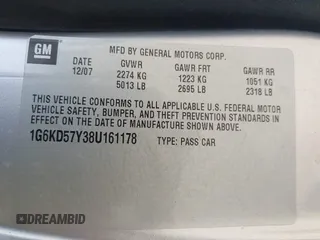 GM
MFD BY GENERAL MOTORS CORP.
DATE GVWR GAWR FRT GAWR RR
12/07 2274 KG 1223 KG 1051 KG
5013 LB 2695 LB 2318 LB
THIS VEHICLE CONFORMS TO ALL APPLICABLE U.S. FEDERAL MOTOR
VEHICLE SAFETY, BUMPER, AND THEFT PREVENTION STANDARDS IN
EFFECT ON THE DATE OF MANUFACTURE SHOWN ABOVE.
1G6KD57Y38U161178 TYPE: PASS CAR
DREAMBID